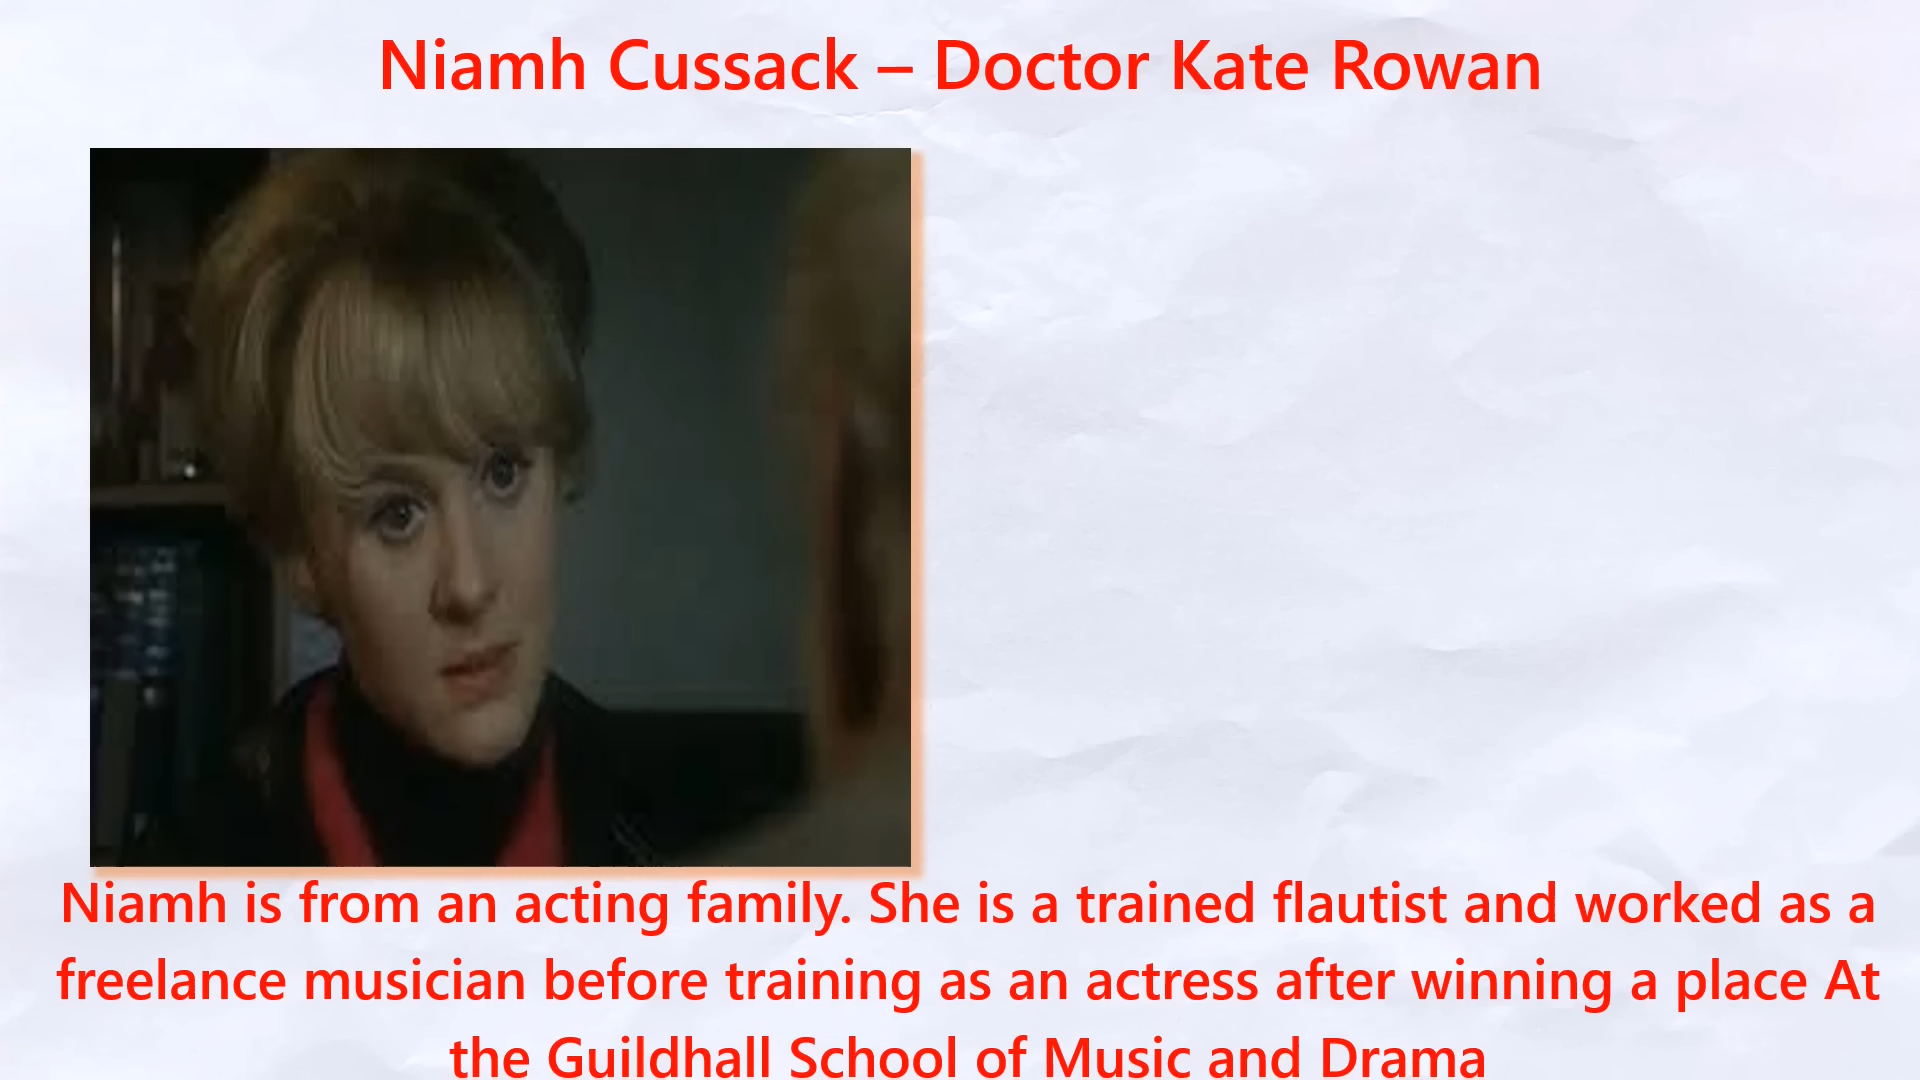 Niamh Cussack – Doctor Kate Rowan
Niamh is from an acting family. She is a trained flautist and worked as a
freelance musician before training as an actress after winning a place At
the Guildhall School of Music and Drama